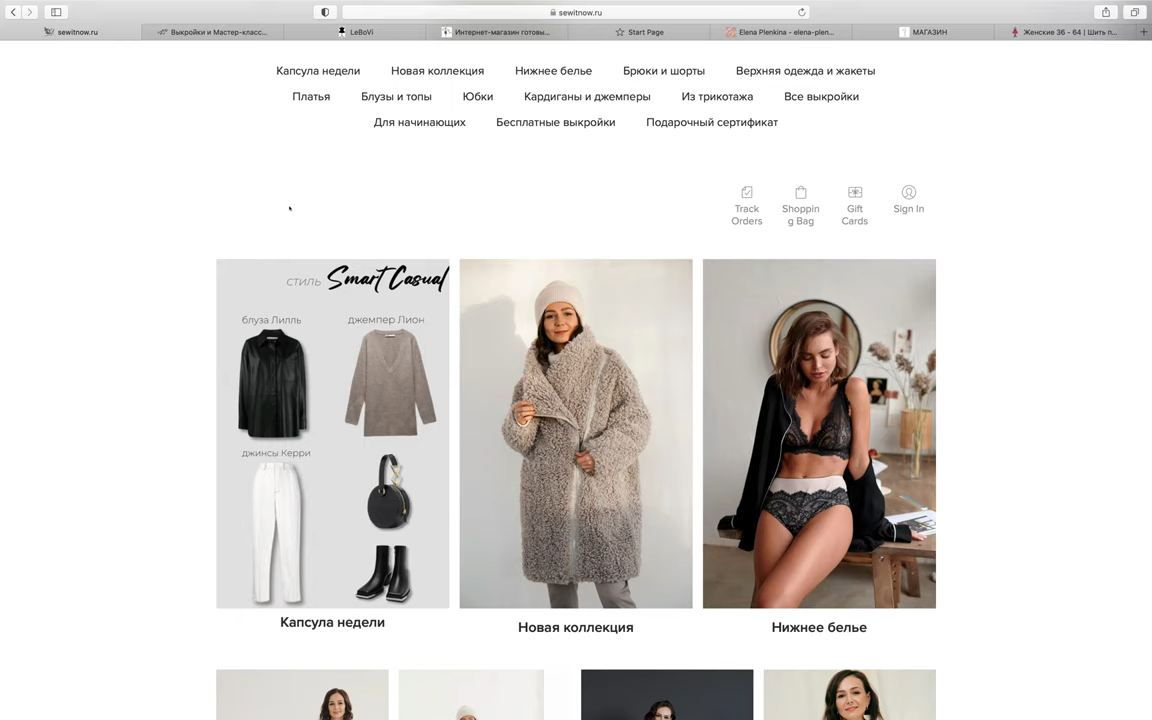 sewitnow.ru
sewitnow.ru
Выкройки и Мастер-класс...
LeBoVi
Интернет-магазин готовы...
Start Page
Elena Plenkina - elena-plen...
МАГАЗИН
Женские 36 - 64 | Шить п...
Капсула недели
Новая коллекция
Нижнее белье
Брюки и шорты
Верхняя одежда и жакеты
Платья
Блузы и топы
Юбки
Кардиганы и джемперы
Из трикотажа
Все выкройки
Для начинающих
Бесплатные выкройки
Подарочный сертификат
Track
Orders
Shoppin
g Bag
Gift
Cards
Sign In
СТИЛЬ Smart Casual
блуза Лилль
джемпер Лион
джинсы Керри
Капсула недели
Новая коллекция
Нижнее белье